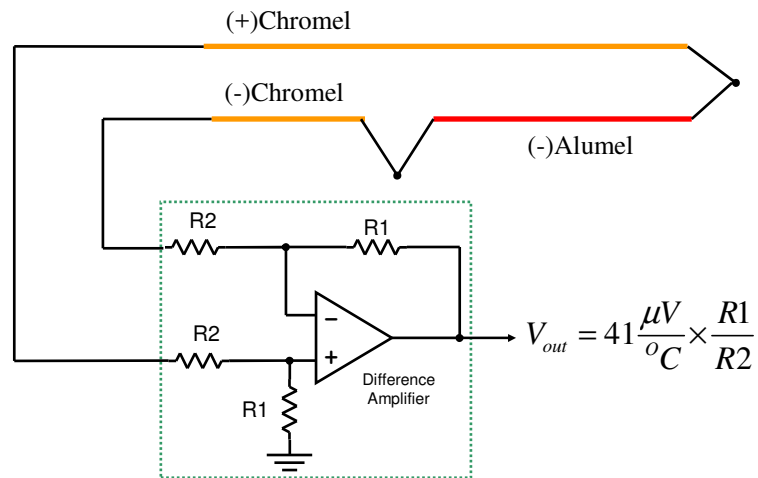 (+)Chromel
(-)Chromel
(-)Alumel
R2
R1
R2
R1
−
+
Difference
Amplifier
V_out = 41 μV/°C × R1/R2